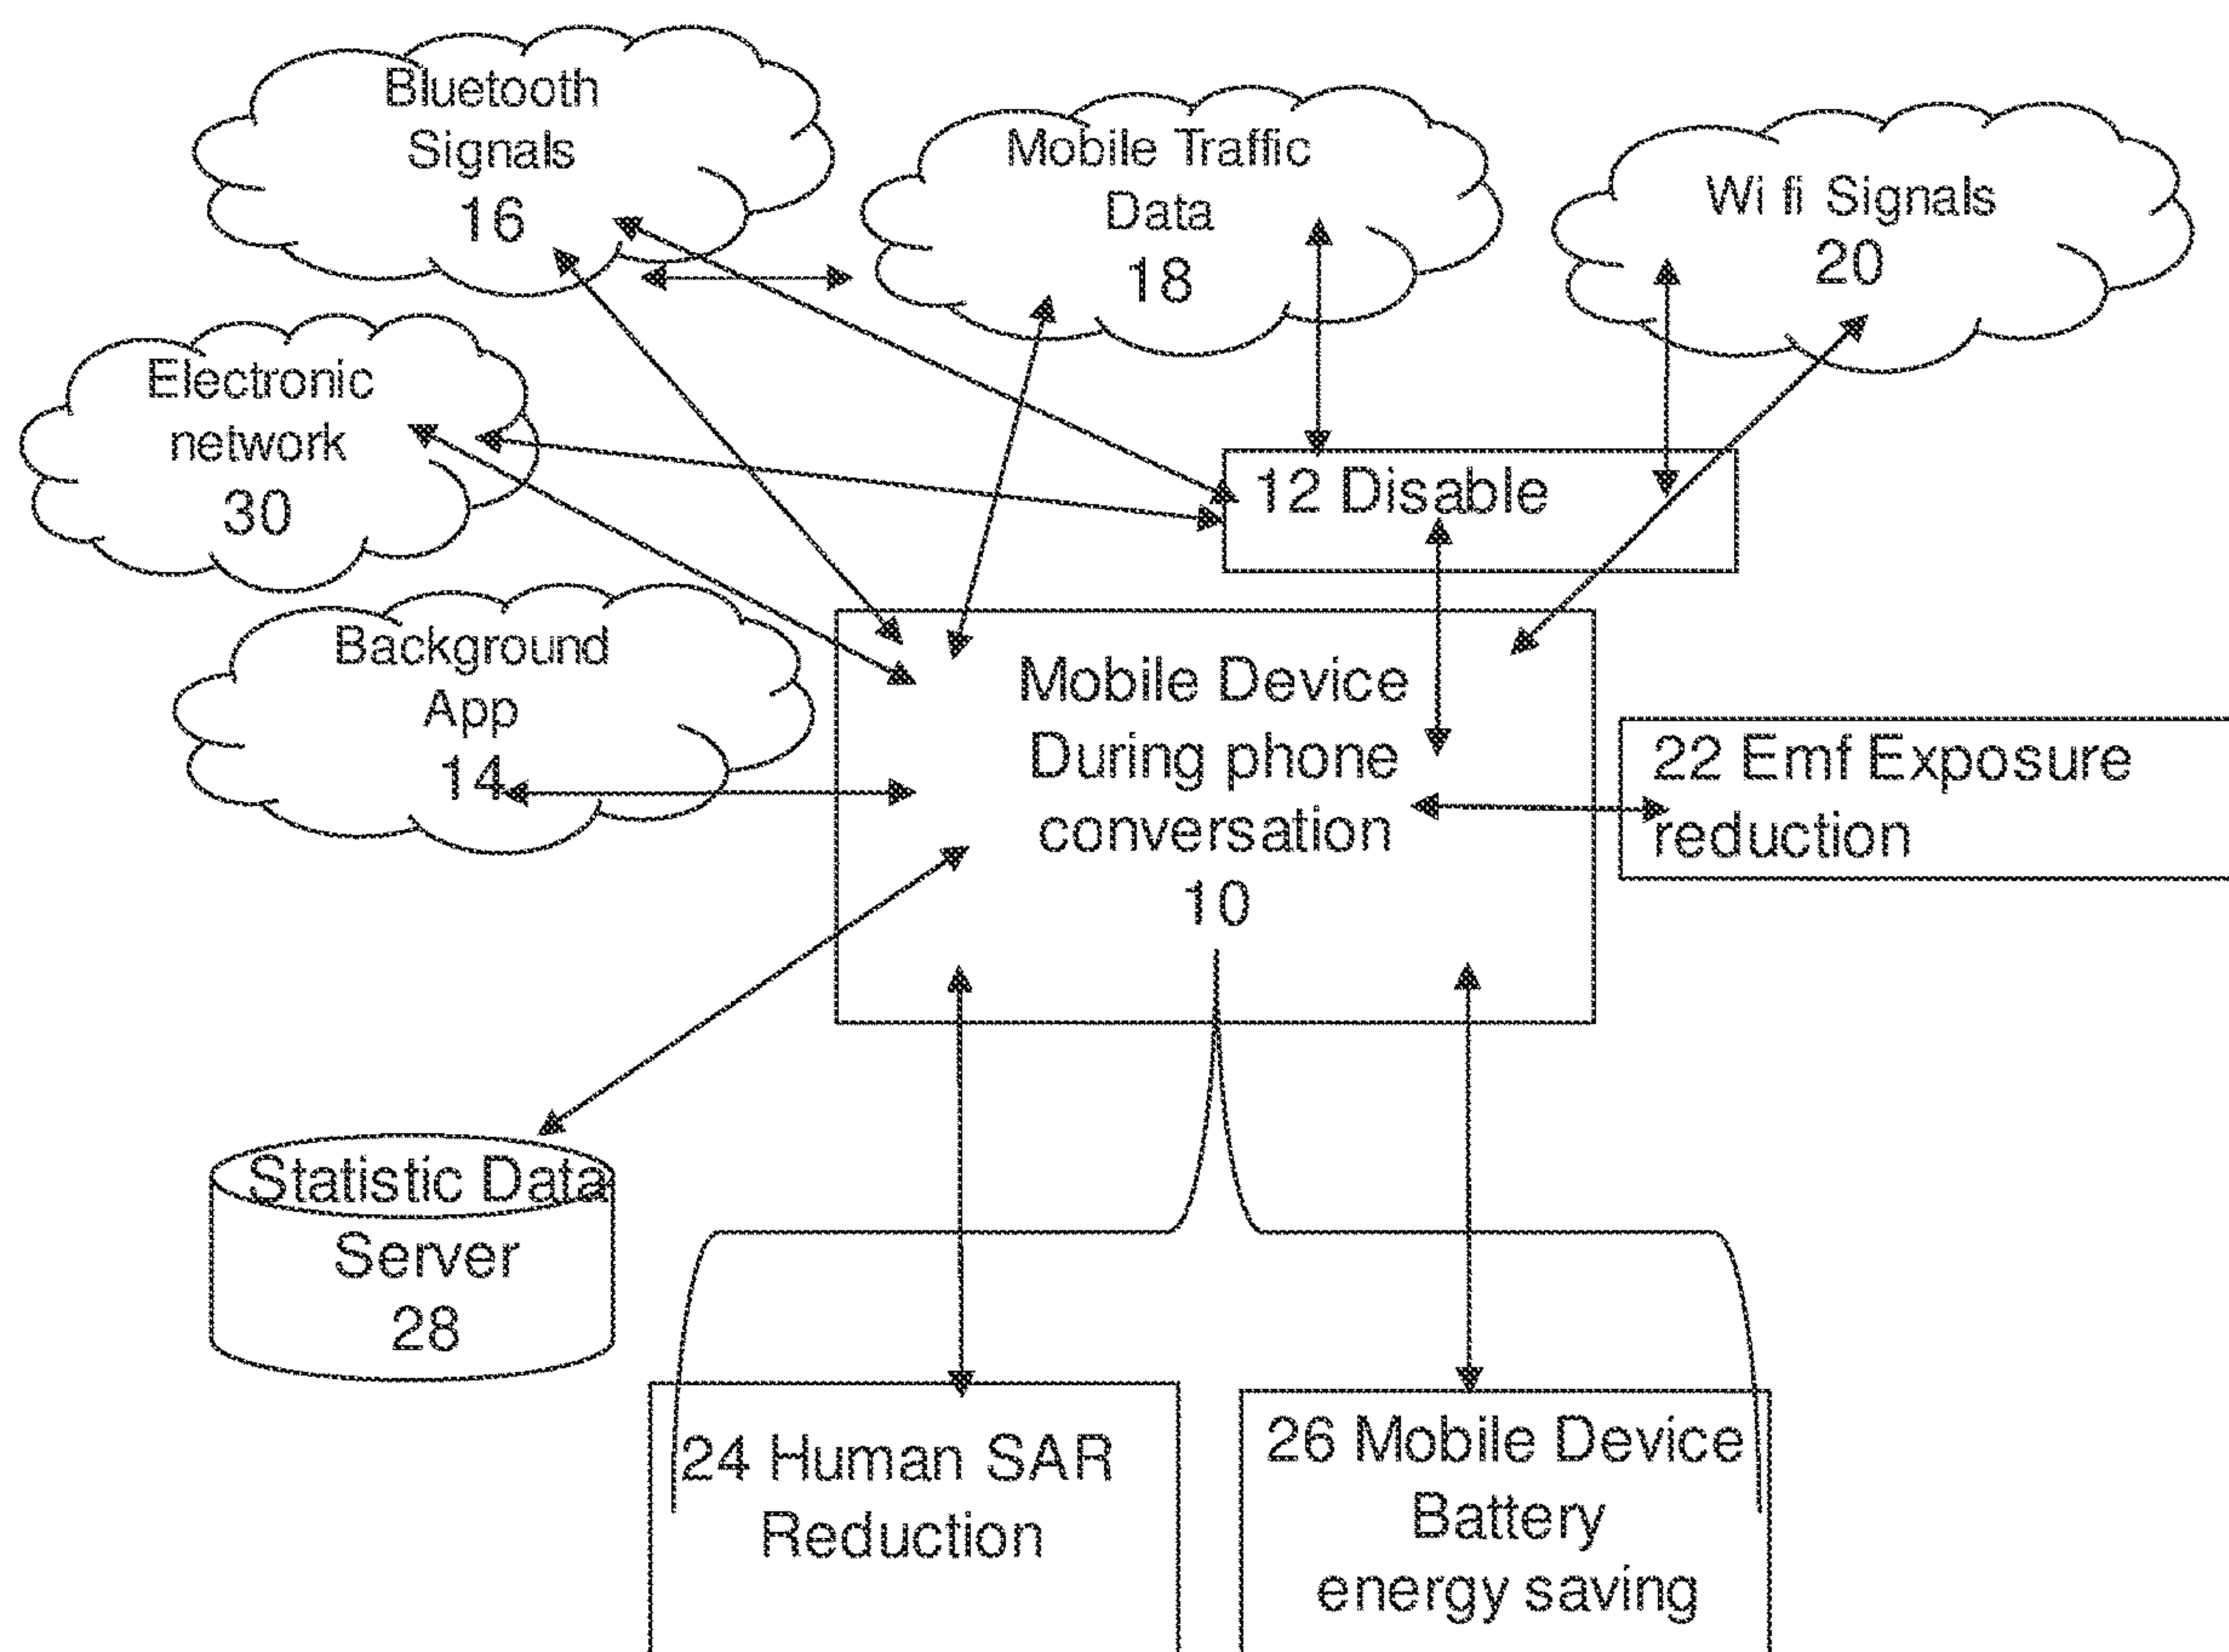 Bluetooth
Signals
16
Mobile Traffic
Data
18
Wi fi Signals
20
Electronic
network
30
12 Disable
Background
App
14
Mobile Device
During phone
conversation
10
22 Emf Exposure
reduction
Statistic Data
Server
28
24 Human SAR
Reduction
26 Mobile Device
Battery
energy saving